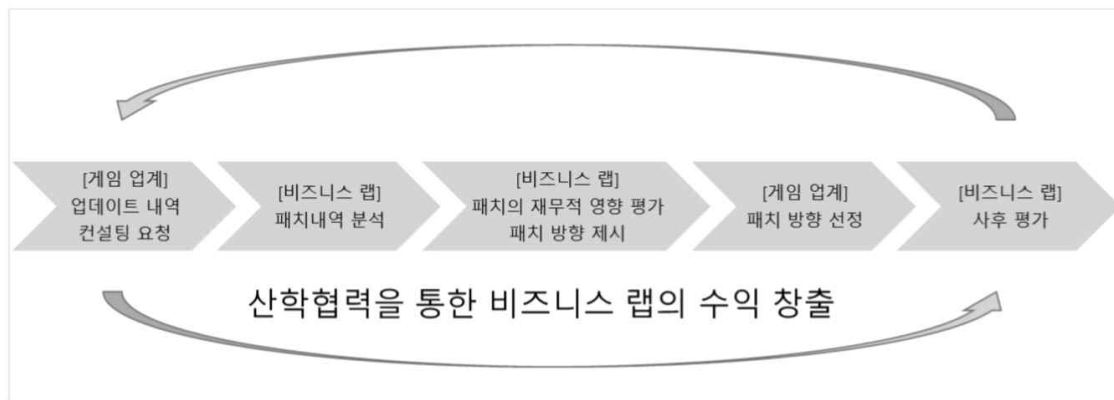 [게임 업계]
업데이트 내역
컨설팅 요청
[비즈니스 랩]
패치내역 분석
[비즈니스 랩]
패치의 재무적 영향 평가
패치 방향 제시
[게임 업계]
패치 방향 선정
[비즈니스 랩]
사후 평가
산학협력을 통한 비즈니스 랩의 수익 창출